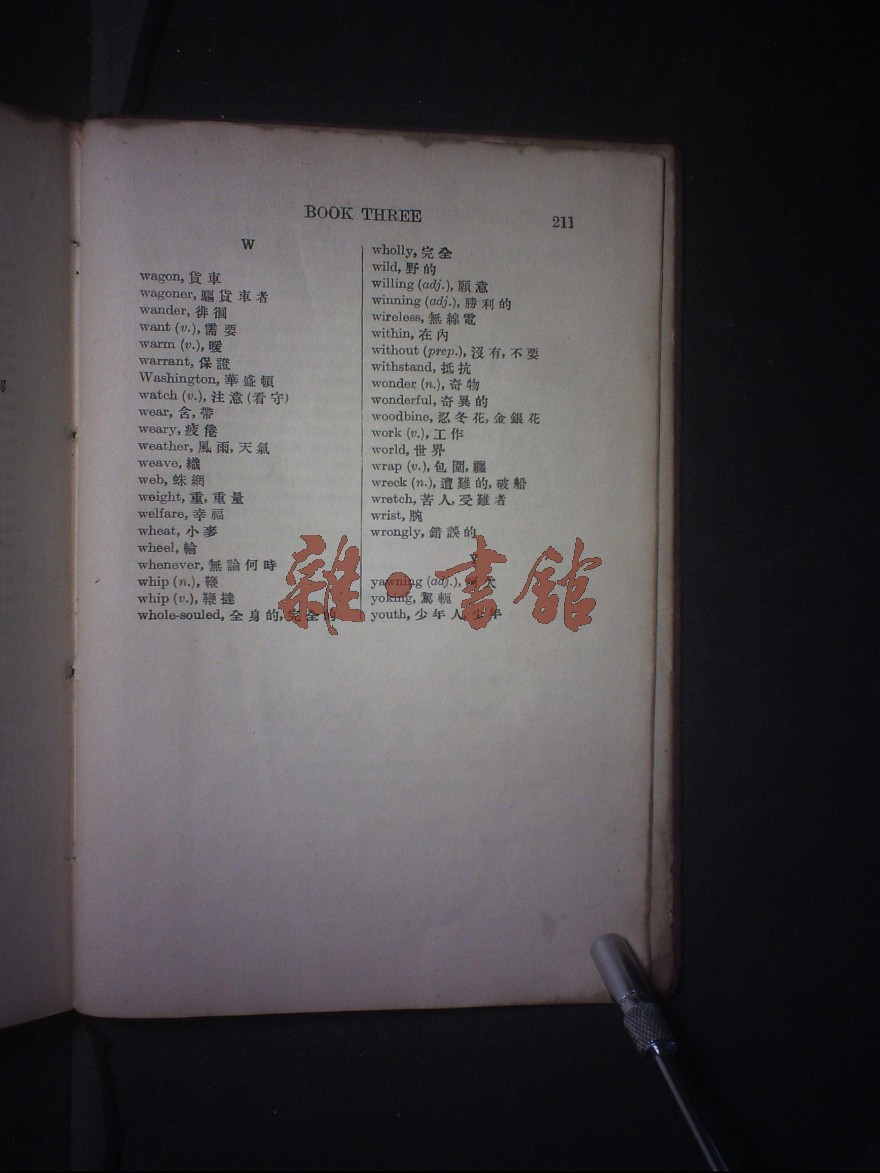 BOOK THREE
211
W
wagon, 貨車
wagoner, 驅貨車者
wander, 徘徊
want (v.), 需要
warm (v.), 暖
warrant, 保證
Washington, 華盛頓
watch (v.), 注意(看守)
wear, 含, 帶
weary, 疲倦
weather, 風雨, 天氣
weave, 織
web, 蛛網
weight, 重, 重量
welfare, 幸福
wheat, 小麥
wheel, 輪
whenever, 無論何時
whip (n.), 鞭
whip (v.), 鞭撻
whole-souled, 全身的, 完全的
wholly, 完全
wild, 野的
willing (adj.), 願意
winning (adj.), 勝利的
wireless, 無線電
within, 在內
without (prep.), 沒有, 不要
withstand, 抵抗
wonder (n.), 奇物
wonderful, 奇異的
woodbine, 忍冬花, 金銀花
work (v.), 工作
world, 世界
wrap (v.), 包圍, 纏
wreck (n.), 遭難的, 破船
wretch, 苦人, 受難者
wrist, 腕
wrongly, 錯誤的
yawning (adj.),
yoking, 駕軛
youth, 少年人, 少年
雜·書館